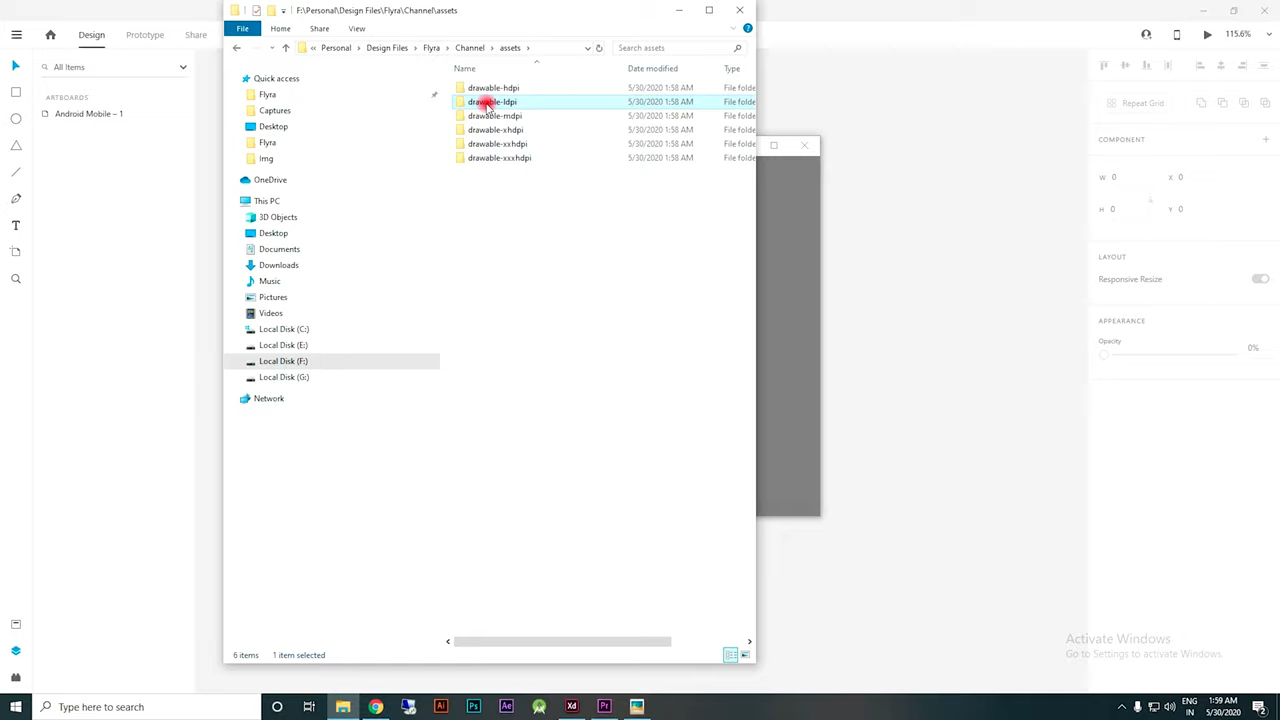 F:\Personal\Design Files\Flyra\Channel\assets
File Home Share View
Design Prototype Share
115.6%
« Personal Design Files Flyra Channel assets
Search assets
All Items
Name Date modified Type
Quick access
drawable-hdpi 5/30/2020 1:58 AM File folde
Flyra
drawable-ldpi 5/30/2020 1:58 AM File folde
Repeat Grid
ARTBOARDS
Captures
drawable-mdpi 5/30/2020 1:58 AM File folde
Android Mobile – 1
Desktop
drawable-xhdpi 5/30/2020 1:58 AM File folde
Flyra
drawable-xxhdpi 5/30/2020 1:58 AM File folde
COMPONENT
Img
drawable-xxxhdpi 5/30/2020 1:58 AM File folde
OneDrive
W 0 X 0
This PC
H 0 Y 0
3D Objects
Desktop
Documents
LAYOUT
Downloads
Responsive Resize
Music
Pictures
Videos
APPEARANCE
Local Disk (C:)
Opacity
Local Disk (E:)
0%
Local Disk (F:)
Local Disk (G:)
Network
Activate Windows
Go to Settings to activate Windows.
6 items 1 item selected
Type here to search
Ai Ps Ae Xd Pr
ENG
IN
1:59 AM
5/30/2020
2